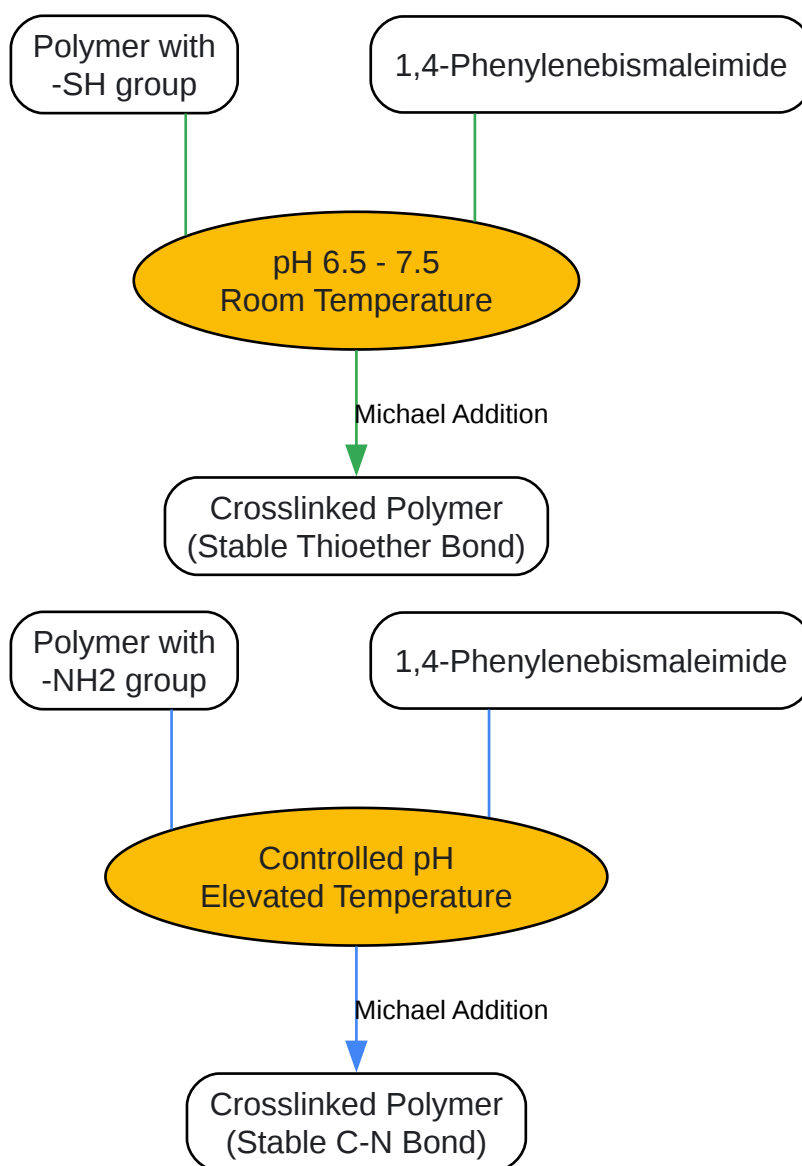 Polymer with
-SH group
1,4-Phenylenebismaleimide
pH 6.5 - 7.5
Room Temperature
Michael Addition
Crosslinked Polymer
(Stable Thioether Bond)
Polymer with
-NH2 group
1,4-Phenylenebismaleimide
Controlled pH
Elevated Temperature
Michael Addition
Crosslinked Polymer
(Stable C-N Bond)